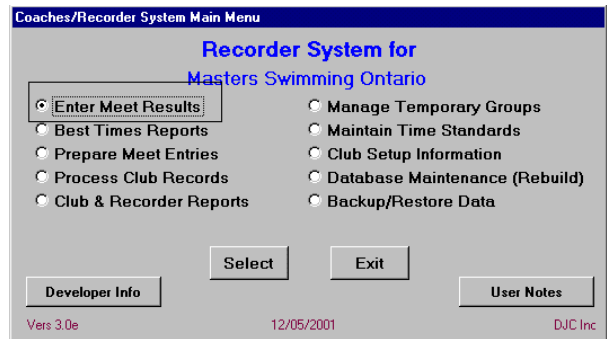 Coaches/Recorder System Main Menu
Recorder System for
Masters Swimming Ontario
Enter Meet Results
Best Times Reports
Prepare Meet Entries
Process Club Records
Club & Recorder Reports
Manage Temporary Groups
Maintain Time Standards
Club Setup Information
Database Maintenance (Rebuild)
Backup/Restore Data
Select Exit
Developer Info User Notes
Vers 3.0e 12/05/2001 DJC Inc